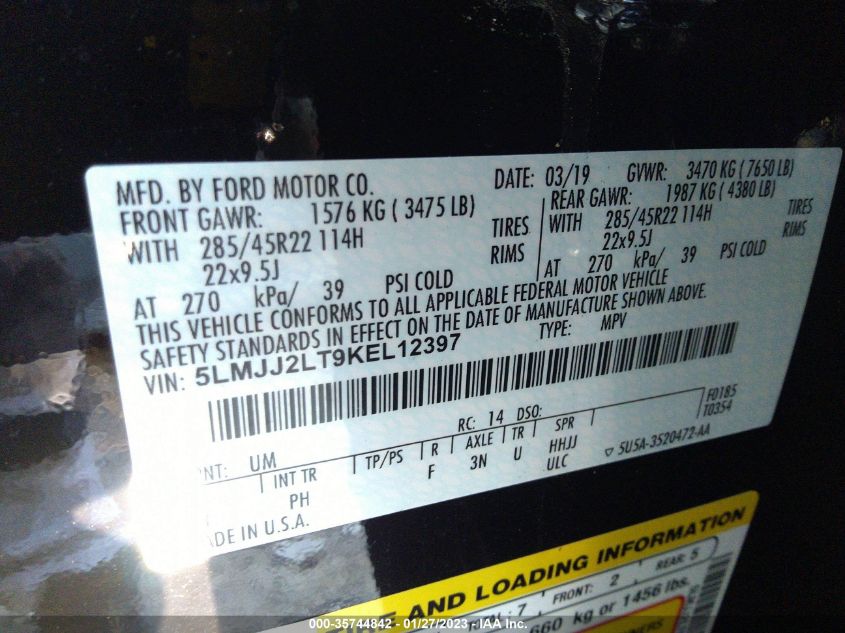 MFD. BY FORD MOTOR CO.
DATE: 03/19 GVWR: 3470 KG ( 7650 LB)
FRONT GAWR: 1576 KG ( 3475 LB)
WITH 285/45R22 114H TIRES
22x9.5J RIMS
AT 270 kPa/ 39 PSI COLD
REAR GAWR: 1987 KG ( 4380 LB)
WITH 285/45R22 114H TIRES
22x9.5J RIMS
AT 270 kPa/ 39 PSI COLD
THIS VEHICLE CONFORMS TO ALL APPLICABLE FEDERAL MOTOR VEHICLE
SAFETY STANDARDS IN EFFECT ON THE DATE OF MANUFACTURE SHOWN ABOVE.
VIN: 5LMJJ2LT9KEL12397 TYPE: MPV
F0185
T0354
RC: 14 DSO:
NT: UM
INT TR TP/PS R AXLE TR SPR
PH F 3N U HHJJ
ULC
▽ 5U5A-3520472-AA
ADE IN U.S.A.
AND LOADING INFORMATION
7 FRONT: 2 REAR: 5
660 kg or 1456 lbs.
000-35744842 - 01/27/2023 - IAA Inc.